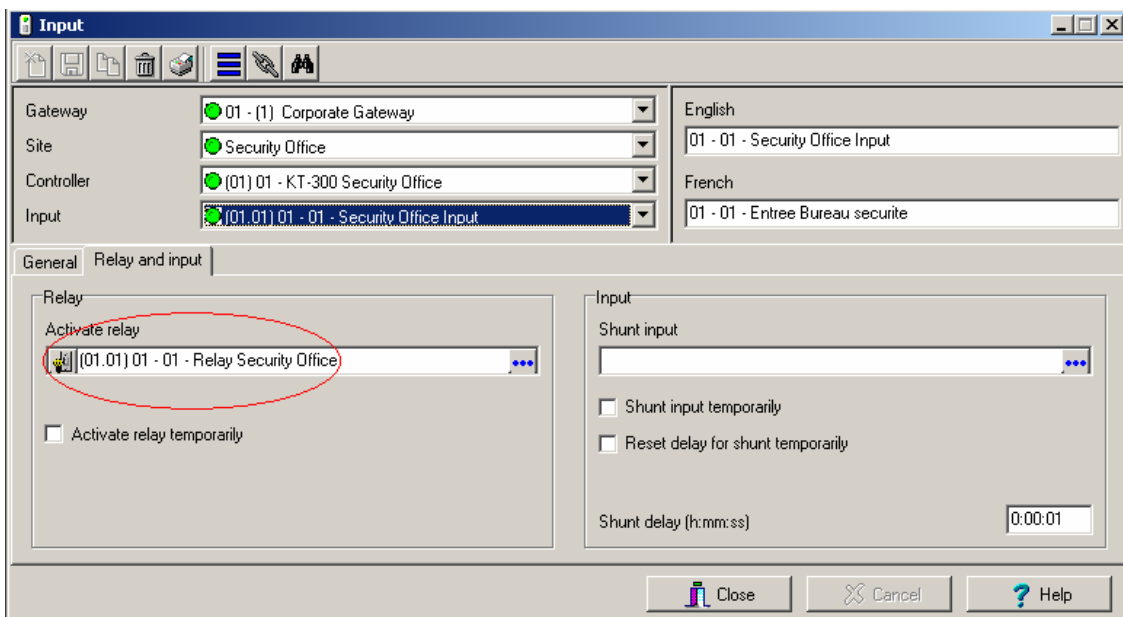 Input
Gateway
01 - (1) Corporate Gateway
Site
Security Office
Controller
(01) 01 - KT-300 Security Office
Input
(01.01) 01 - 01 - Security Office Input
English
01 - 01 - Security Office Input
French
01 - 01 - Entree Bureau securite
General
Relay and input
Relay
Activate relay
(01.01) 01 - 01 - Relay Security Office
Activate relay temporarily
Input
Shunt input
Shunt input temporarily
Reset delay for shunt temporarily
Shunt delay (h:mm:ss)
0:00:01
Close
Cancel
Help